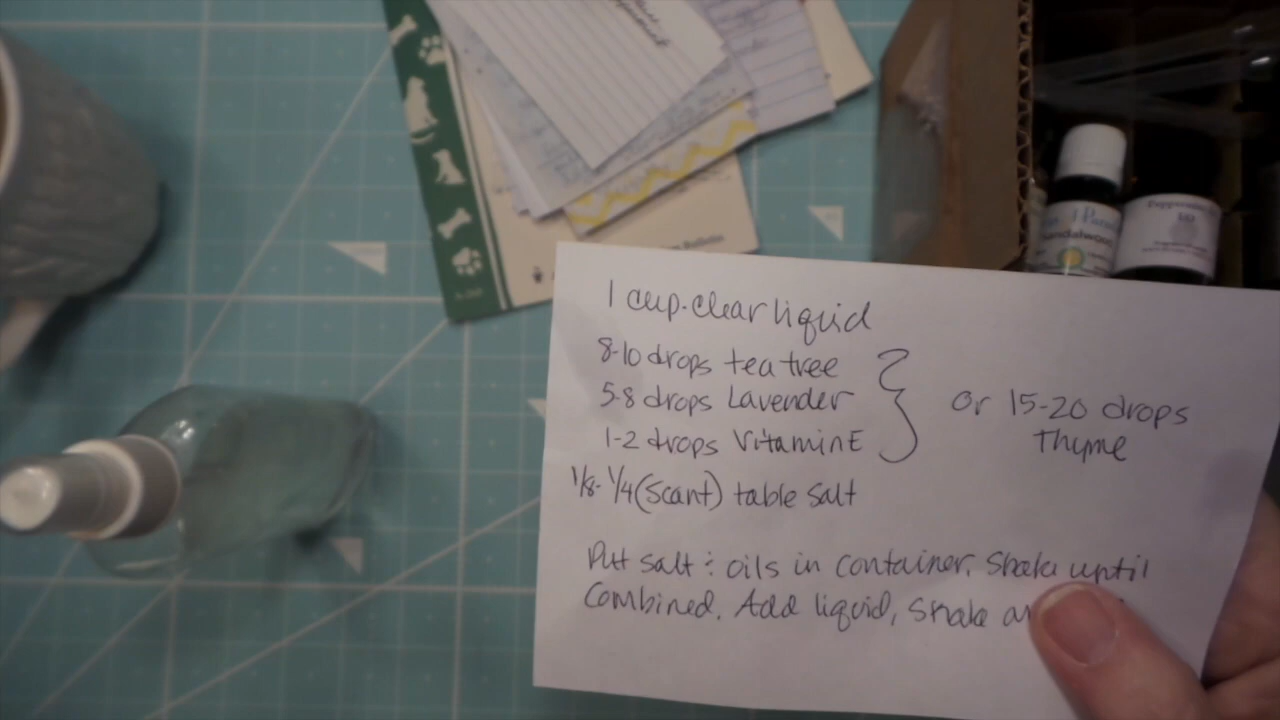 1 cup-clear liquid
8-10 drops tea tree
5-8 drops Lavender
1-2 drops Vitamin E
or 15-20 drops
Thyme
1/8-1/4 (scant) table salt
Putt salt & oils in container. Shake until
Combined. Add liquid, Shake
Peppermint